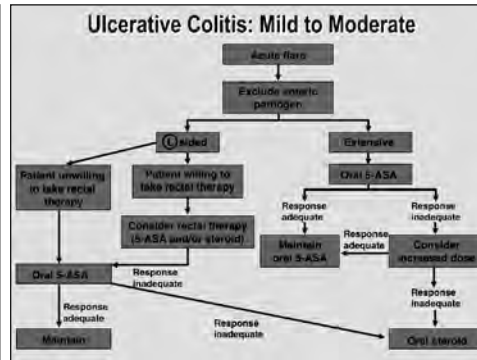 Ulcerative Colitis: Mild to Moderate
Acute flare
Exclude enteric
pathogen
L sided
Extensive
Patient unwilling
to take rectal
therapy
Patient willing to
take rectal therapy
Oral 5-ASA
Response
adequate
Response
inadequate
Consider rectal therapy
(5-ASA and/or steroid)
Maintain
oral 5-ASA
Response
adequate
Consider
increased dose
Oral 5-ASA
Response
inadequate
Response
inadequate
Response
adequate
Response
inadequate
Maintain
Oral steroid